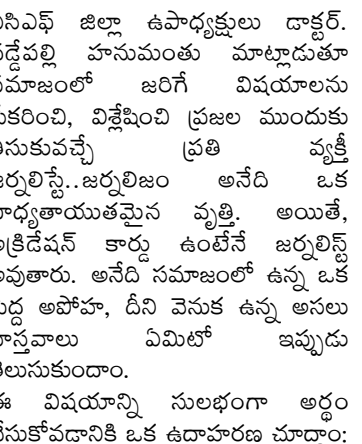 ఎసిఎఫ్ జిల్లా ఉపాధ్యక్షులు డాక్టర్.
హనుమంతు మాట్లాడుతూ
సమాజంలో జరిగే విషయాలను
సేకరించి, విశ్లేషించి ప్రజల ముందుకు
తీసుకువచ్చే ప్రతి వ్యక్తీ
జర్నలిస్టే..జర్నలిజం అనేది ఒక
బాధ్యతాయుతమైన వృత్తి. అయితే,
అక్రిడేషన్ కార్డు ఉంటేనే జర్నలిస్ట్
అవుతారు. అనేది సమాజంలో ఉన్న ఒక
పెద్ద అపోహ, దీని వెనుక ఉన్న అసలు
వాస్తవాలు ఏమిటో ఇప్పుడు
తెలుసుకుందాం.
ఈ విషయాన్ని సులభంగా అర్థం
చేసుకోవడానికి ఒక ఉదాహరణ చూద్దాం: